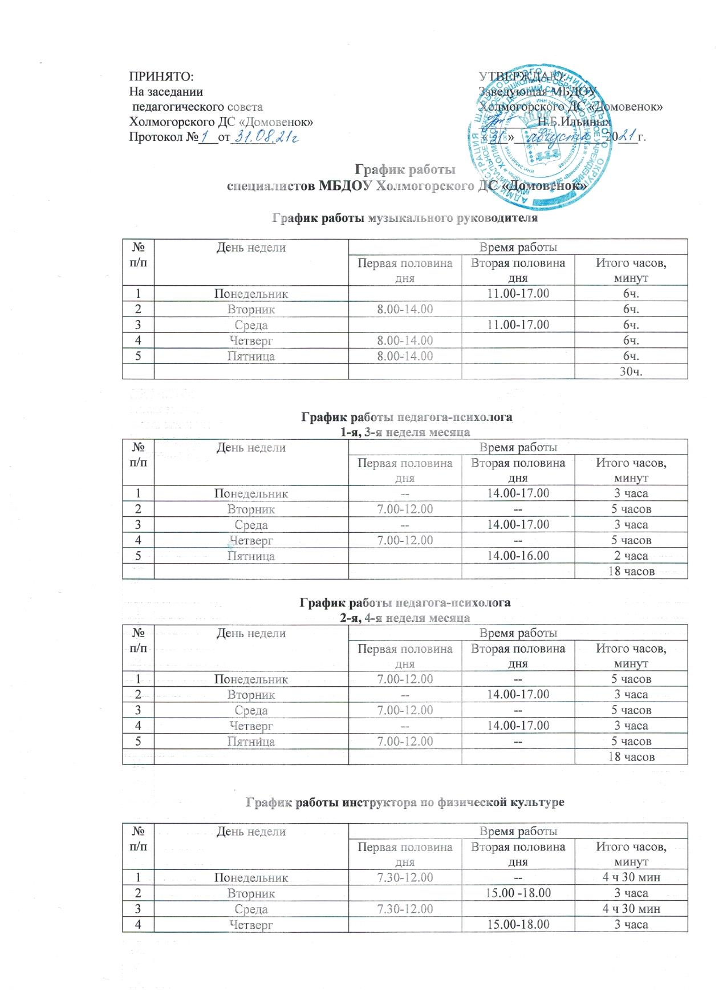 ПРИНЯТО:
На заседании
педагогического совета
Холмогорского ДС «Домовенок»
Протокол № 1 от 31.08.21г
УТВЕРЖДАЮ:
Заведующая МБДОУ
Холмогорского ДС «Домовенок»
Н.Б.Ильиных
«31» августа 2021 г.
График работы
специалистов МБДОУ Холмогорского ДС «Домовенок»
График работы музыкального руководителя
№ п/п День недели Время работы
Первая половина дня Вторая половина дня Итого часов, минут
1 Понедельник 11.00-17.00 6ч.
2 Вторник 8.00-14.00 6ч.
3 Среда 11.00-17.00 6ч.
4 Четверг 8.00-14.00 6ч.
5 Пятница 8.00-14.00 6ч.
30ч.
График работы педагога-психолога
1-я, 3-я неделя месяца
№ п/п День недели Время работы
Первая половина дня Вторая половина дня Итого часов, минут
1 Понедельник -- 14.00-17.00 3 часа
2 Вторник 7.00-12.00 -- 5 часов
3 Среда -- 14.00-17.00 3 часа
4 Четверг 7.00-12.00 -- 5 часов
5 Пятница 14.00-16.00 2 часа
18 часов
График работы педагога-психолога
2-я, 4-я неделя месяца
№ п/п День недели Время работы
Первая половина дня Вторая половина дня Итого часов, минут
1 Понедельник 7.00-12.00 -- 5 часов
2 Вторник -- 14.00-17.00 3 часа
3 Среда 7.00-12.00 -- 5 часов
4 Четверг -- 14.00-17.00 3 часа
5 Пятница 7.00-12.00 -- 5 часов
18 часов
График работы инструктора по физической культуре
№ п/п День недели Время работы
Первая половина дня Вторая половина дня Итого часов, минут
1 Понедельник 7.30-12.00 -- 4 ч 30 мин
2 Вторник 15.00 -18.00 3 часа
3 Среда 7.30-12.00 4 ч 30 мин
4 Четверг 15.00-18.00 3 часа
АДМИНИСТРАЦИЯ ШАРЫПОВСКОГО МУНИЦИПАЛЬНОГО ОКРУГА